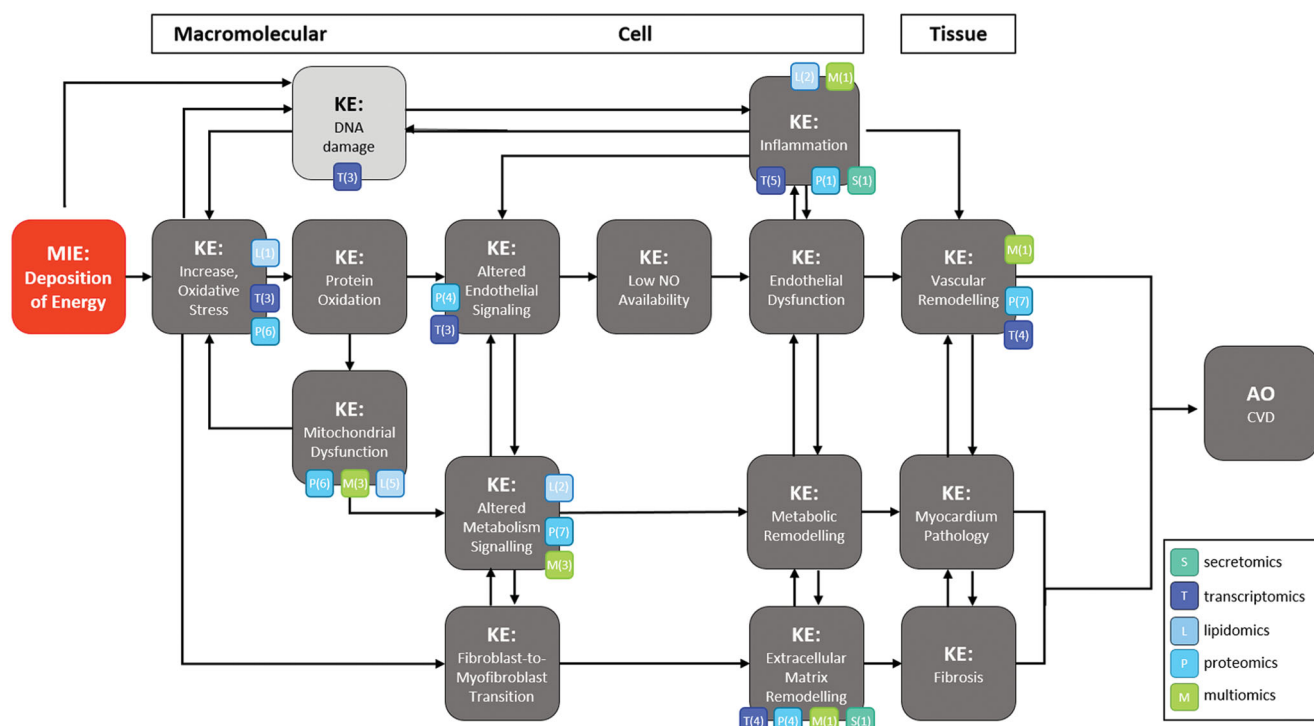 Macromolecular
Cell
Tissue
L(2)
M(1)
KE:
DNA
damage
T(3)
KE:
Inflammation
T(5)
P(1)
S(1)
MIE:
Deposition
of Energy
KE:
Increase,
Oxidative
Stress
L(1)
T(3)
P(6)
KE:
Protein
Oxidation
KE:
Altered
Endothelial
Signaling
P(4)
T(3)
KE:
Low NO
Availability
KE:
Endothelial
Dysfunction
KE:
Vascular
Remodelling
M(1)
P(7)
T(4)
KE:
Mitochondrial
Dysfunction
P(6)
M(3)
L(5)
AO
CVD
KE:
Altered
Metabolism
Signalling
L(2)
P(7)
M(3)
KE:
Metabolic
Remodelling
KE:
Myocardium
Pathology
KE:
Fibroblast-to-
Myofibroblast
Transition
KE:
Extracellular
Matrix
Remodelling
T(4)
P(4)
M(1)
S(1)
KE:
Fibrosis
S secretomics
T transcriptomics
L lipidomics
P proteomics
M multiomics